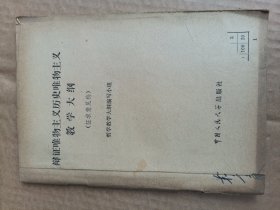 辩证唯物主义历史唯物主义
教学大纲
（征求意见稿）
哲学教学大纲编写小组
中国人民大学出版社